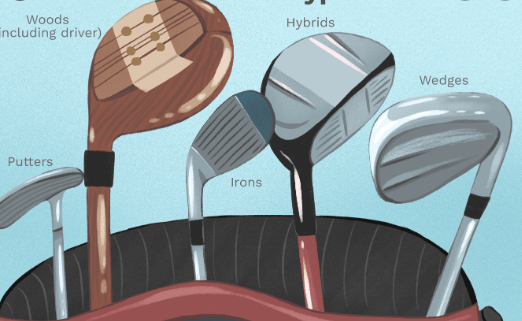 Woods
(including driver)
Hybrids
Wedges
Putters
Irons